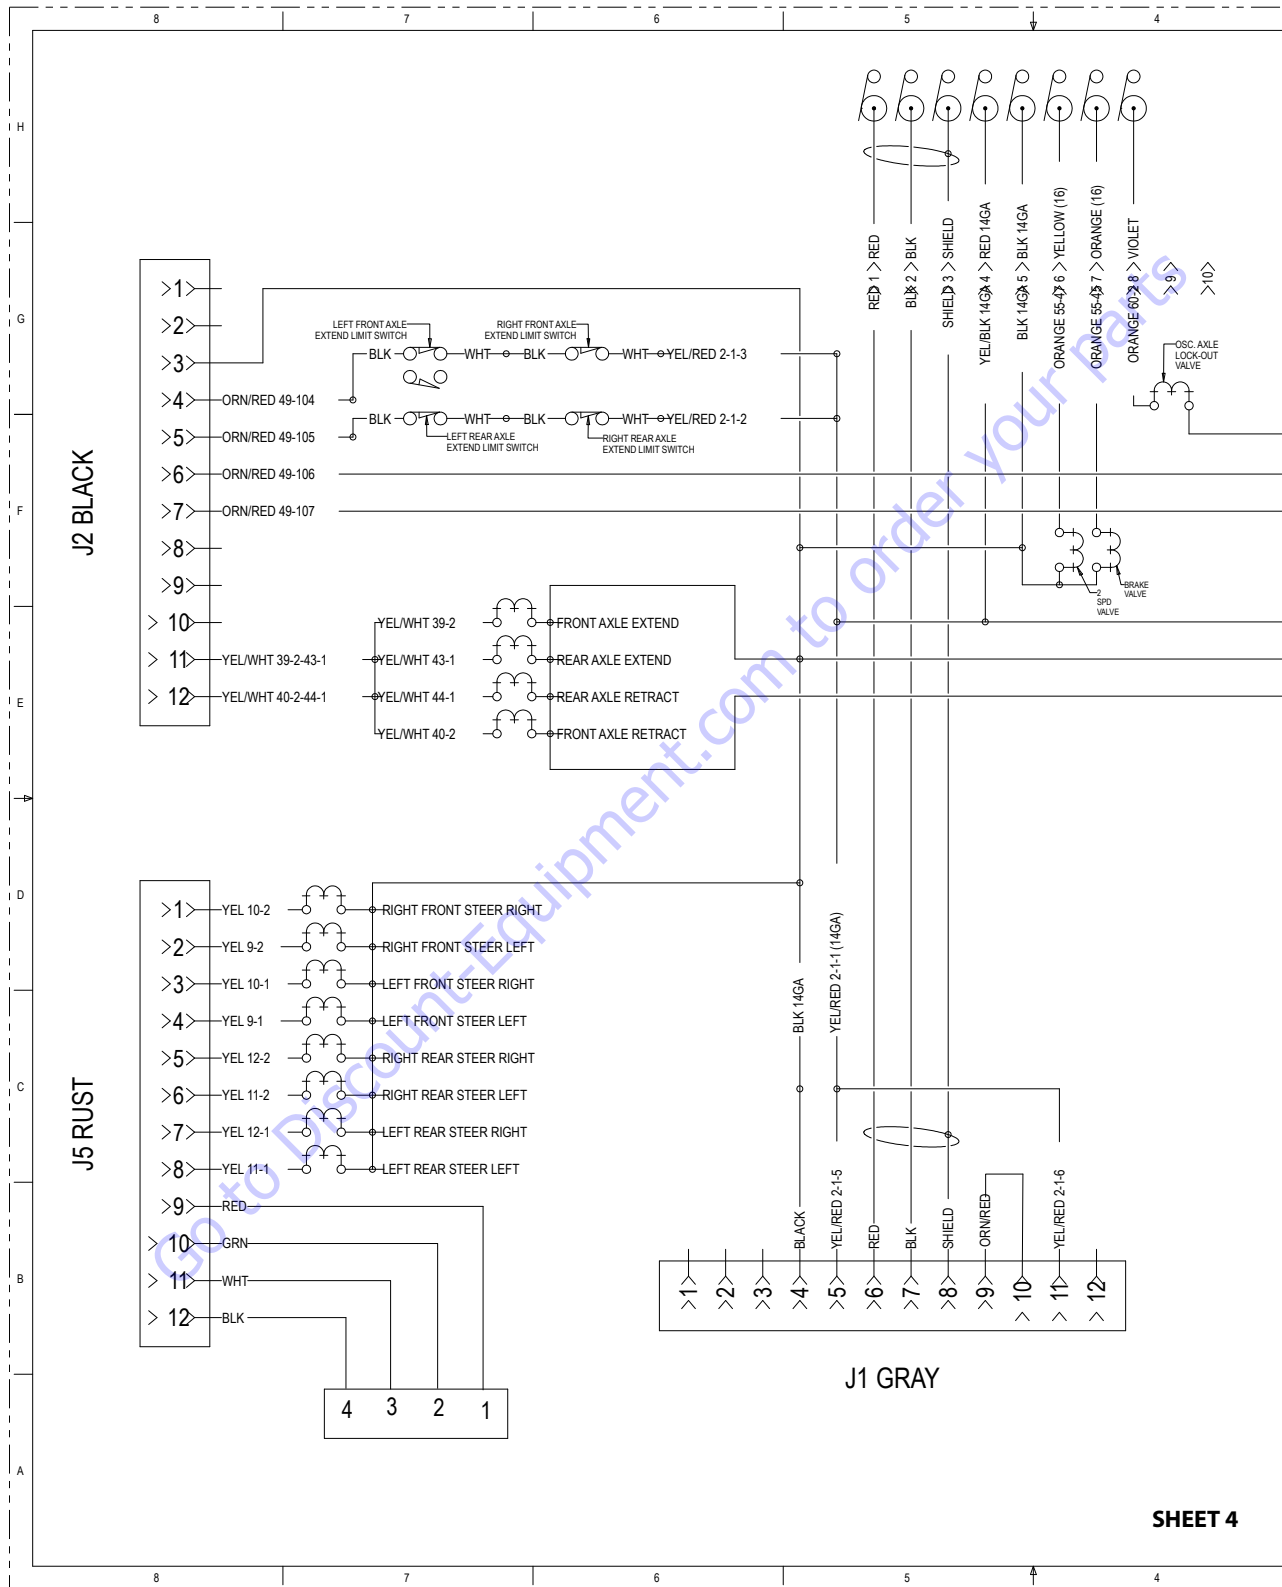 8 7 6 5 4
H
G
F
E
D
C
B
A
J2 BLACK
1
2
3
4 ORN/RED 49-104
5 ORN/RED 49-105
6 ORN/RED 49-106
7 ORN/RED 49-107
8
9
10
11 YEL/WHT 39-2-43-1
12 YEL/WHT 40-2-44-1
LEFT FRONT AXLE
EXTEND LIMIT SWITCH
RIGHT FRONT AXLE
EXTEND LIMIT SWITCH
BLK WHT BLK WHT YEL/RED 2-1-3
BLK WHT BLK WHT YEL/RED 2-1-2
LEFT REAR AXLE
EXTEND LIMIT SWITCH
RIGHT REAR AXLE
EXTEND LIMIT SWITCH
YEL/WHT 39-2 FRONT AXLE EXTEND
YEL/WHT 43-1 REAR AXLE EXTEND
YEL/WHT 44-1 REAR AXLE RETRACT
YEL/WHT 40-2 FRONT AXLE RETRACT
RED 1 RED
BLK 2 BLK
SHIELD 3 SHIELD
YEL/BLK 14GA 4 RED 14GA
BLK 14GA 5 BLK 14GA
ORANGE 55-47 6 YELLOW (16)
ORANGE 55-45 7 ORANGE (16)
ORANGE 60-2 8 VIOLET
9
10
OSC. AXLE
LOCK-OUT
VALVE
2
SPD
VALVE
BRAKE
VALVE
J5 RUST
1 YEL 10-2 RIGHT FRONT STEER RIGHT
2 YEL 9-2 RIGHT FRONT STEER LEFT
3 YEL 10-1 LEFT FRONT STEER RIGHT
4 YEL 9-1 LEFT FRONT STEER LEFT
5 YEL 12-2 RIGHT REAR STEER RIGHT
6 YEL 11-2 RIGHT REAR STEER LEFT
7 YEL 12-1 LEFT REAR STEER RIGHT
8 YEL 11-1 LEFT REAR STEER LEFT
9 RED
10 GRN
11 WHT
12 BLK
4 3 2 1
BLK 14GA
YEL/RED 2-1-1 (14GA)
BLACK
YEL/RED 2-1-5
RED
BLK
SHIELD
ORN/RED
YEL/RED 2-1-6
1 2 3 4 5 6 7 8 9 10 11 12
J1 GRAY
Go to Discount-Equipment.com to order your parts
SHEET 4
8 7 6 5 4